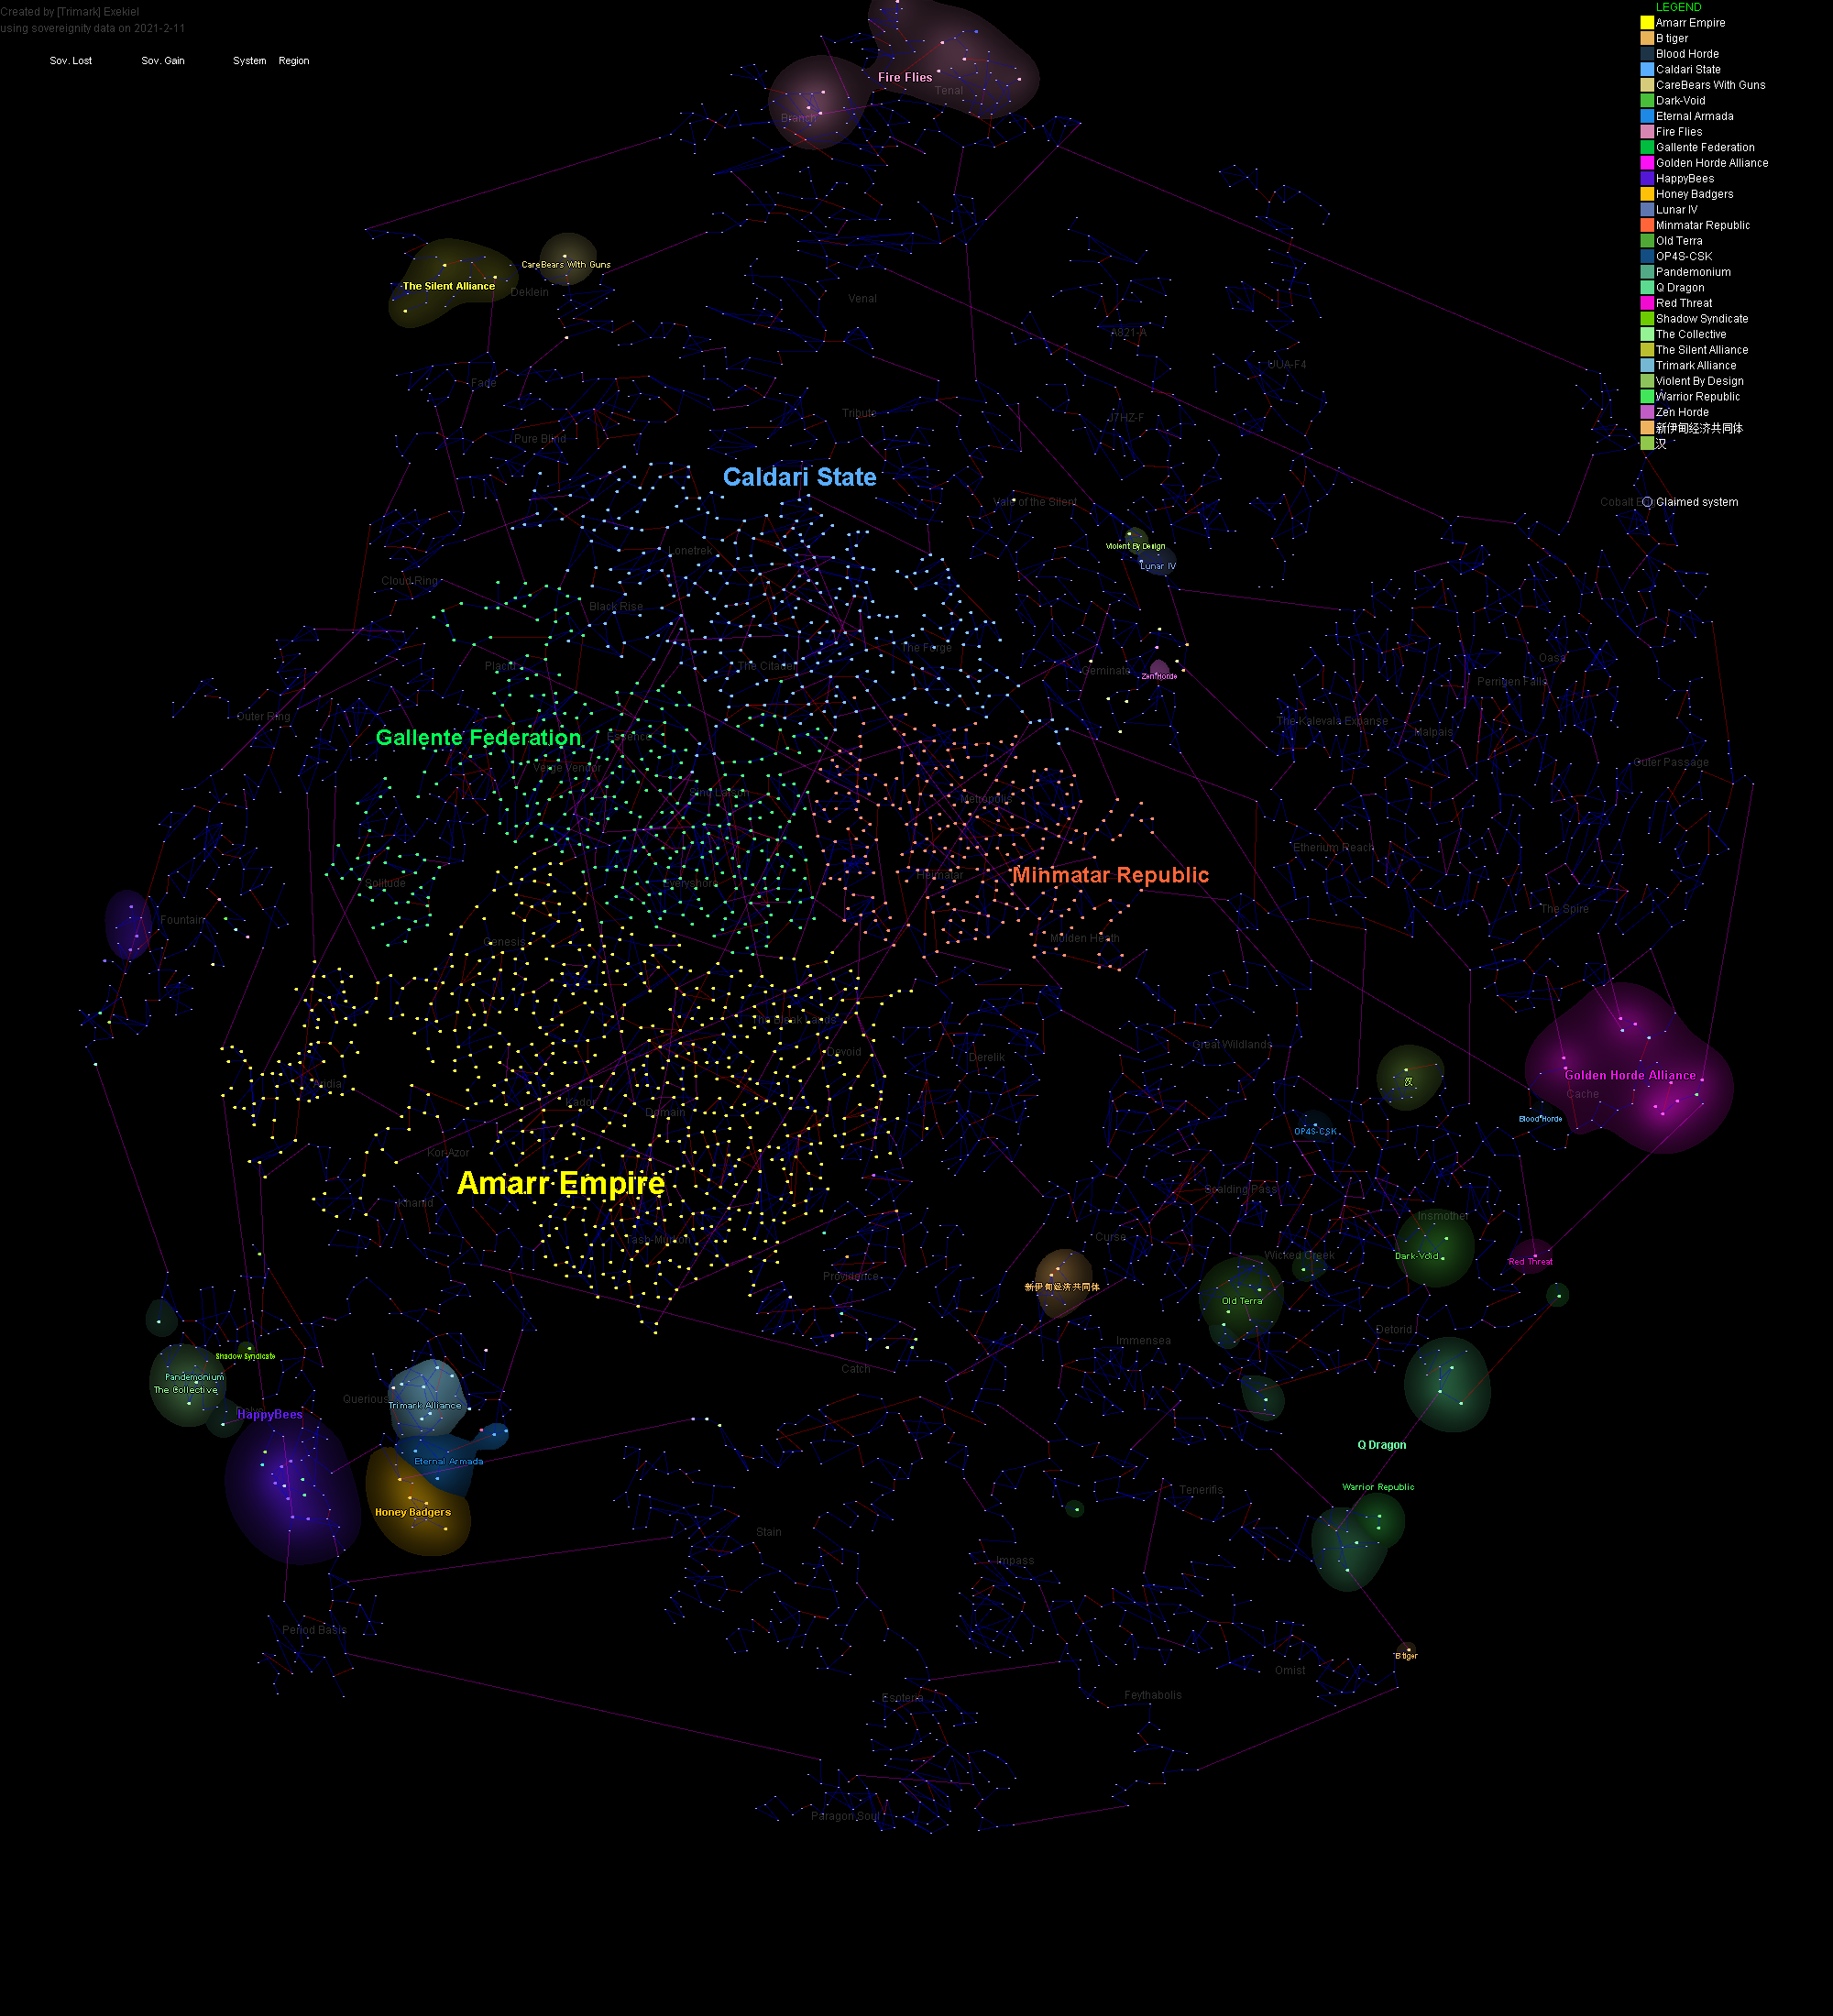 Created by [Trimark] Exekiel
using sovereignity data on 2021-2-11
Sov. Lost Sov. Gain System Region
LEGEND
Amarr Empire
B tiger
Blood Horde
Caldari State
CareBears With Guns
Dark-Void
Eternal Armada
Fire Flies
Gallente Federation
Golden Horde Alliance
HappyBees
Honey Badgers
Lunar IV
Minmatar Republic
Old Terra
OP4S-CSK
Pandemonium
Q Dragon
Red Threat
Shadow Syndicate
The Collective
The Silent Alliance
Trimark Alliance
Violent By Design
Warrior Republic
Zen Horde
新伊甸经济共同体
汉
Glaimed system
Fire Flies
Tenal
Branch
CareBears With Guns
The Silent Alliance
Deklein
Venal
A821-A
UUA-F4
Fade
Tribute
J7HZ-F
Pure Blind
Caldari State
Vale of the Silent
Cobalt Edge
Violent By Design
Lonetrek
Lunar IV
Cloud Ring
Black Rise
The Forge
Oasa
Placid
The Citadel
Geminate
Zen Horde
Perrigen Falls
Outer Ring
The Kalevala Expanse
Malpais
Gallente Federation
Essence
Verge Vendor
Outer Passage
Sinq Laison
Metropolis
Etherium Reach
Solitude
Everyshore
Heimatar
Minmatar Republic
The Spire
Fountain
Genesis
Molden Heath
The Bleak Lands
Great Wildlands
Devoid
Derelik
Golden Horde Alliance
汉
Aridia
Cache
Kador
Domain
Blood Horde
OP4S-CSK
Kor-Azor
Amarr Empire
Scalding Pass
Khanid
Insmother
Tash-Murkon
Curse
Wicked Creek
Dark-Void
Red Threat
Providence
新伊甸经济共同体
Old Terra
Detorid
Immensea
Shadow Syndicate
Catch
Pandemonium
The Collective
Querious
Trimark Alliance
Delve
HappyBees
Q Dragon
Eternal Armada
Warrior Republic
Tenerifis
Honey Badgers
Stain
Impass
Period Basis
B tiger
Omist
Feythabolis
Esoteria
Paragon Soul